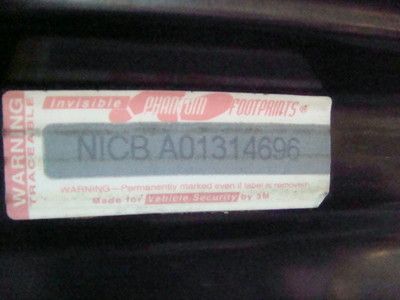 WARNING
TRACEABLE
Invisible PHANTOM FOOTPRINTS
NICB A01314696
WARNING—Permanently marked even if label is removed.
Made for Vehicle Security by 3M